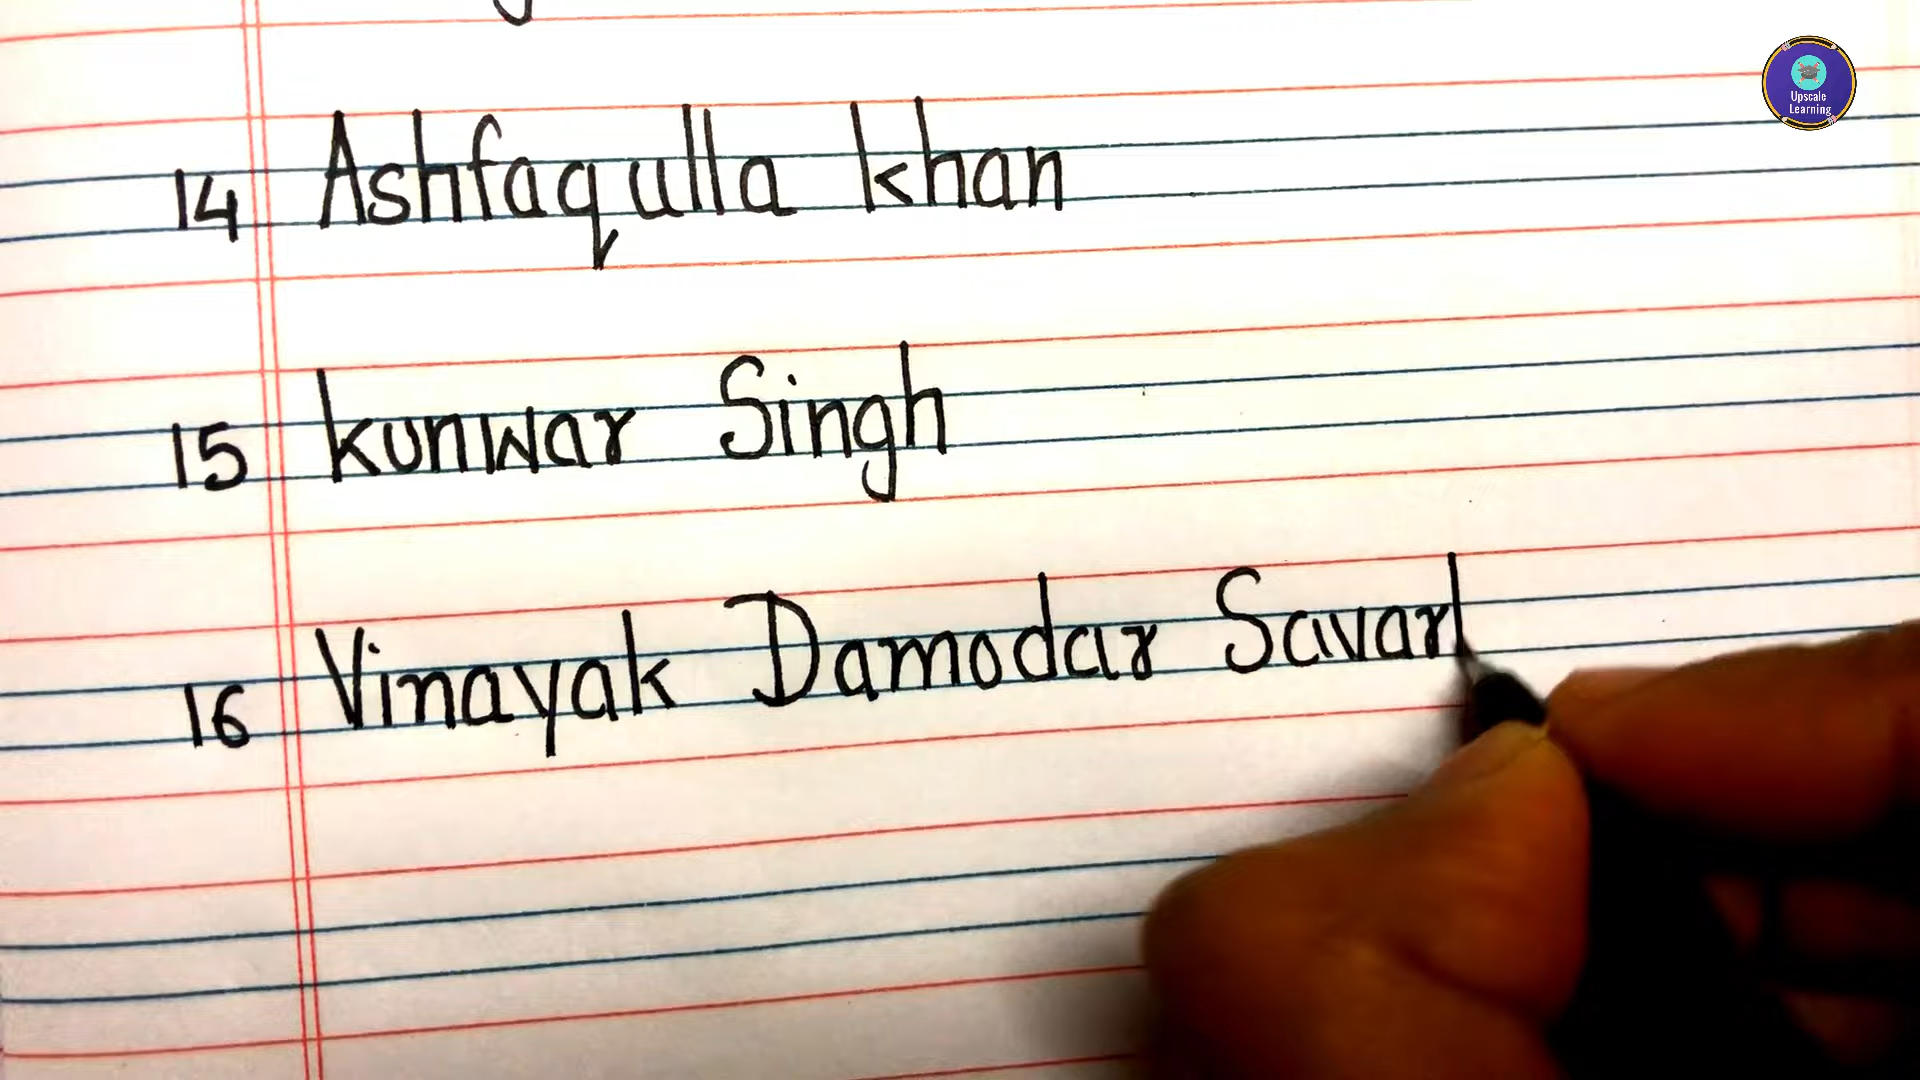 14 Ashfaqulla khan
15 kunwar Singh
16 Vinayak Damodar Savar
Upscale
Learning